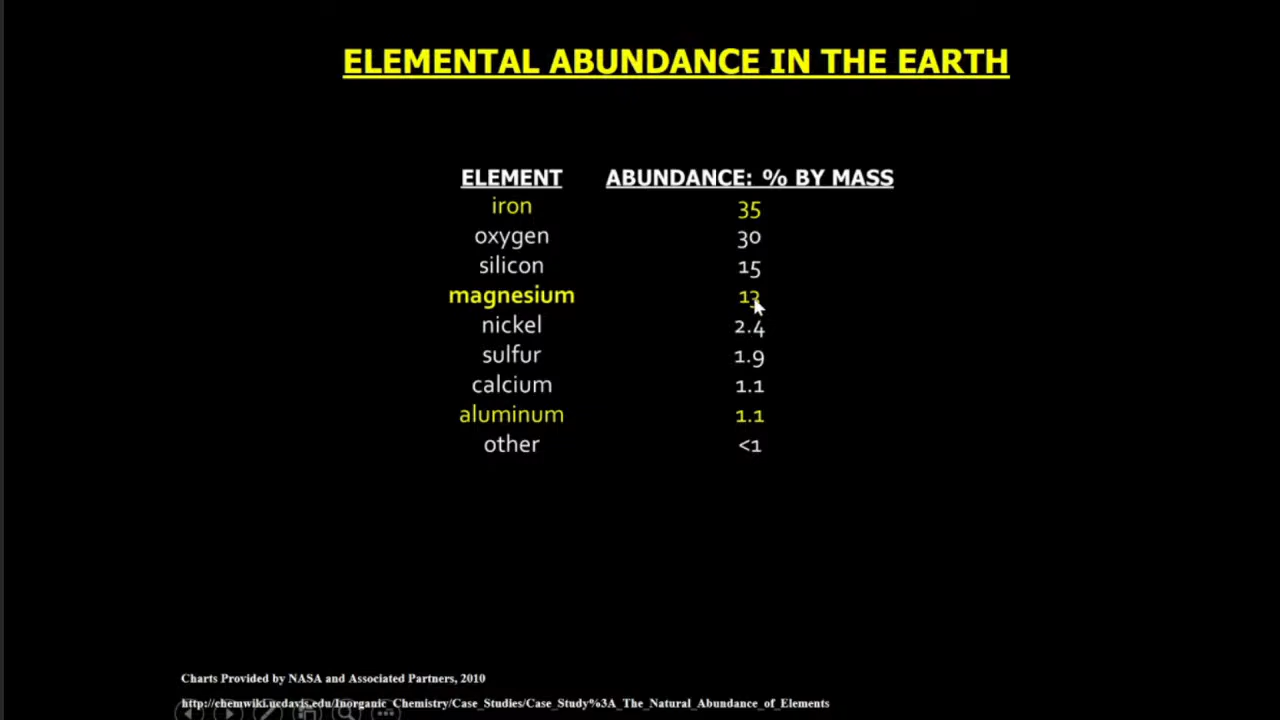 ELEMENTAL ABUNDANCE IN THE EARTH
ELEMENT ABUNDANCE: % BY MASS
iron 35
oxygen 30
silicon 15
magnesium 13
nickel 2.4
sulfur 1.9
calcium 1.1
aluminum 1.1
other <1
Charts Provided by NASA and Associated Partners, 2010
http://chemwiki.ucdavis.edu/Inorganic_Chemistry/Case_Studies/Case_Study%3A_The_Natural_Abundance_of_Elements